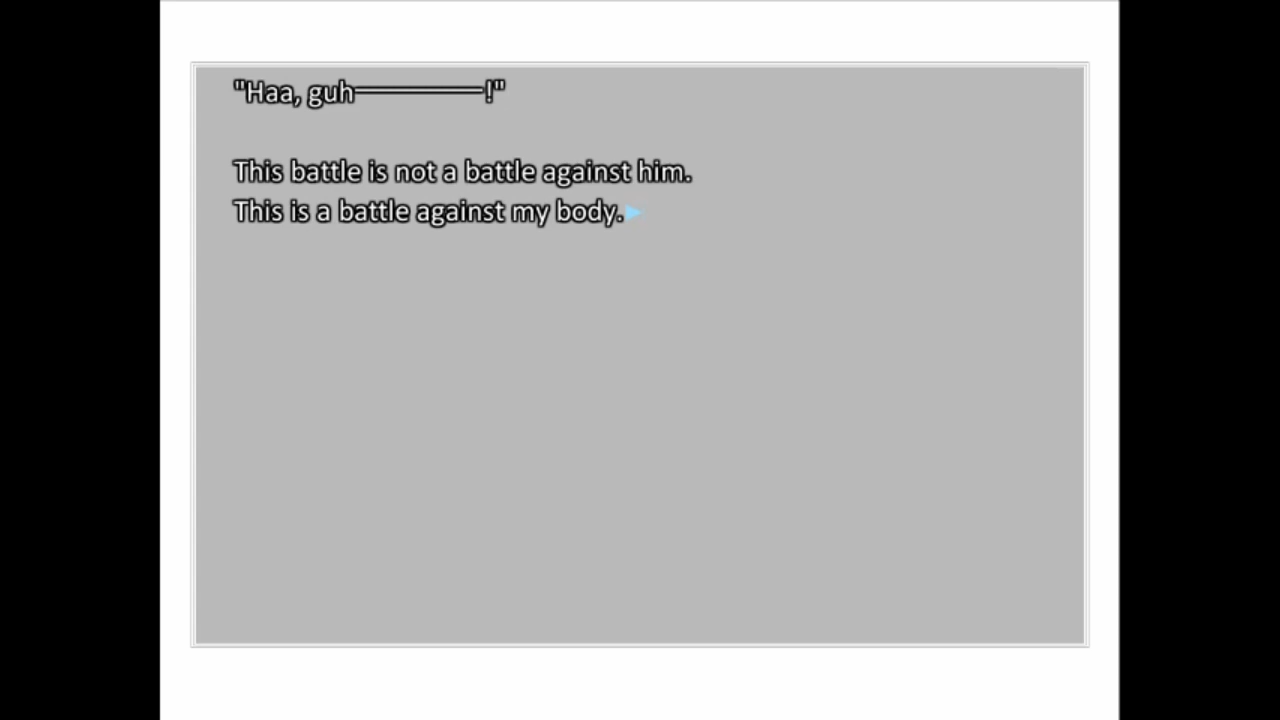 "Haa, guh―――――!"
This battle is not a battle against him.
This is a battle against my body.